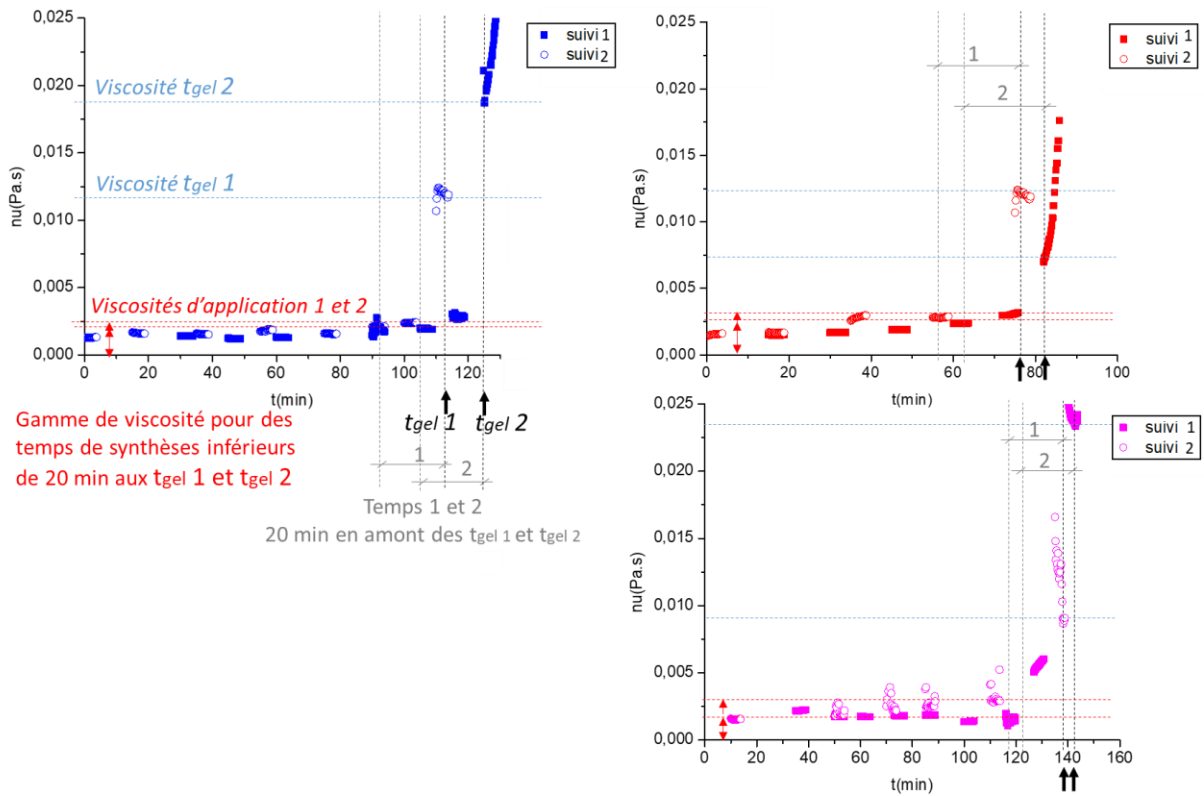 0,025
0,020
0,015
0,010
0,005
0,000
nu(Pa.s)
suivi 1
suivi 2
Viscosité tgel 2
Viscosité tgel 1
Viscosités d'application 1 et 2
0 20 40 60 80 100 120
t(min)
tgel 1 tgel 2
1
2
Gamme de viscosité pour des
temps de synthèses inférieurs
de 20 min aux tgel 1 et tgel 2
Temps 1 et 2
20 min en amont des tgel 1 et tgel 2
0,025
0,020
0,015
0,010
0,005
0,000
nu(Pa.s)
suivi 1
suivi 2
1
2
0 20 40 60 80 100
t(min)
0,025
0,020
0,015
0,010
0,005
0,000
nu(Pa.s)
suivi 1
suivi 2
1
2
0 20 40 60 80 100 120 140 160
t(min)